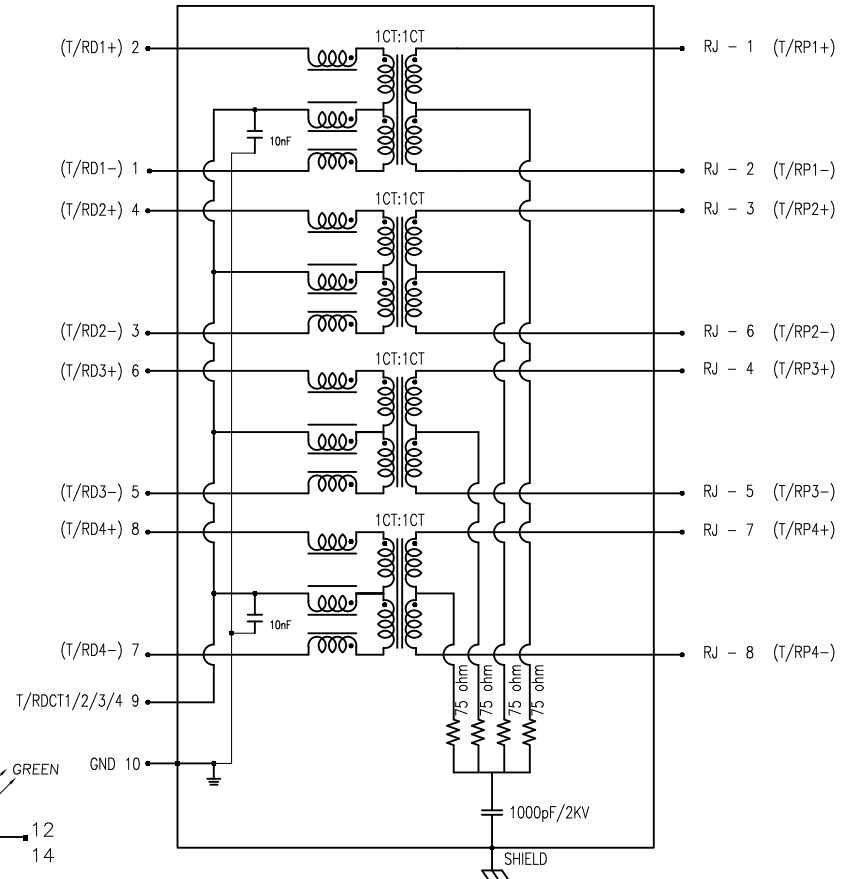 1CT:1CT
(T/RD1+) 2
RJ - 1 (T/RP1+)
10nF
(T/RD1-) 1
RJ - 2 (T/RP1-)
1CT:1CT
(T/RD2+) 4
RJ - 3 (T/RP2+)
(T/RD2-) 3
RJ - 6 (T/RP2-)
1CT:1CT
(T/RD3+) 6
RJ - 4 (T/RP3+)
(T/RD3-) 5
RJ - 5 (T/RP3-)
1CT:1CT
(T/RD4+) 8
RJ - 7 (T/RP4+)
10nF
(T/RD4-) 7
RJ - 8 (T/RP4-)
75 ohm
75 ohm
75 ohm
75 ohm
T/RDCT1/2/3/4 9
GND 10
GREEN
1000pF/2KV
12
14
SHIELD